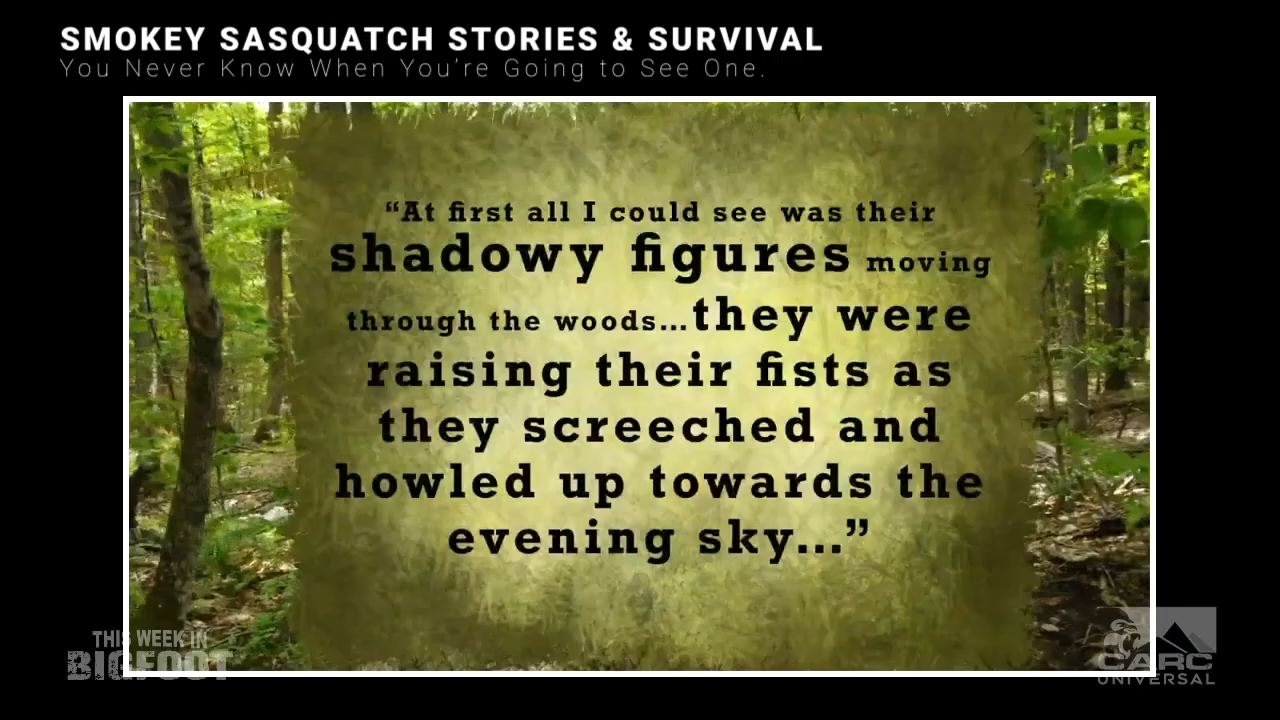 SMOKEY SASQUATCH STORIES & SURVIVAL
You Never Know When You're Going to See One.
“At first all I could see was their
shadowy figures moving
through the woods...they were
raising their fists as
they screeched and
howled up towards the
evening sky...”
THIS WEEK IN
BIGFOOT
CARC
UNIVERSAL